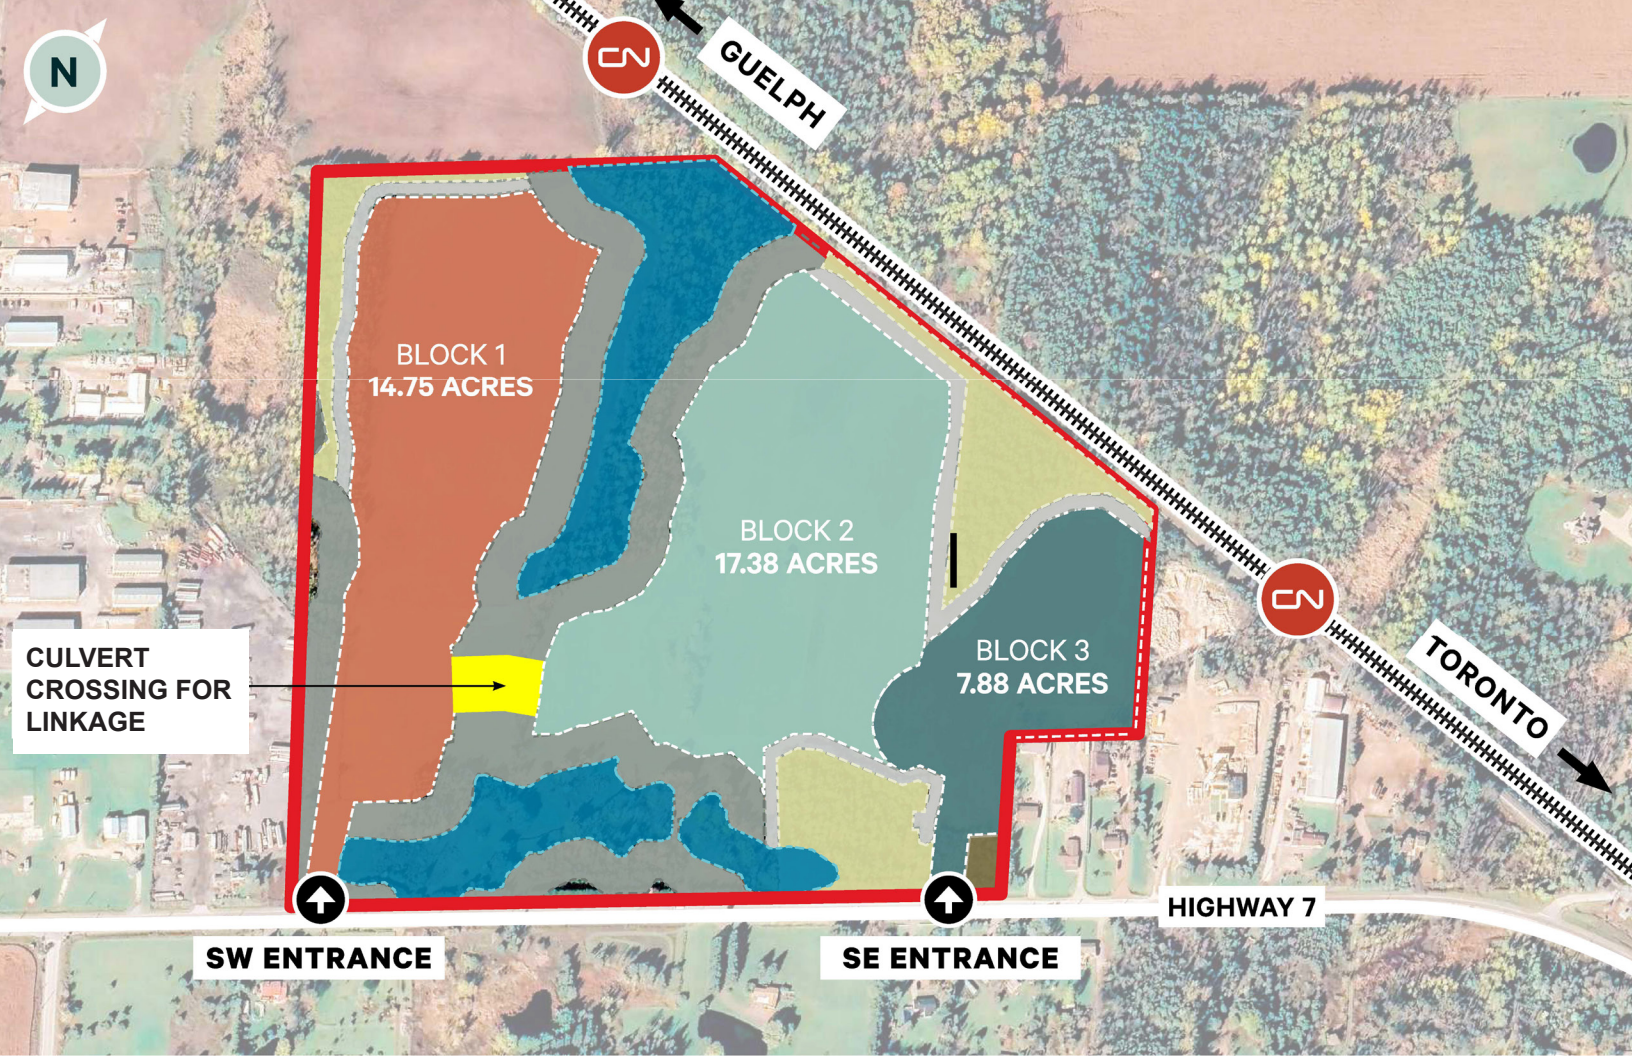 N
CN
GUELPH
BLOCK 1
14.75 ACRES
BLOCK 2
17.38 ACRES
CN
BLOCK 3
7.88 ACRES
CULVERT
CROSSING FOR
LINKAGE
TORONTO
HIGHWAY 7
SW ENTRANCE
SE ENTRANCE